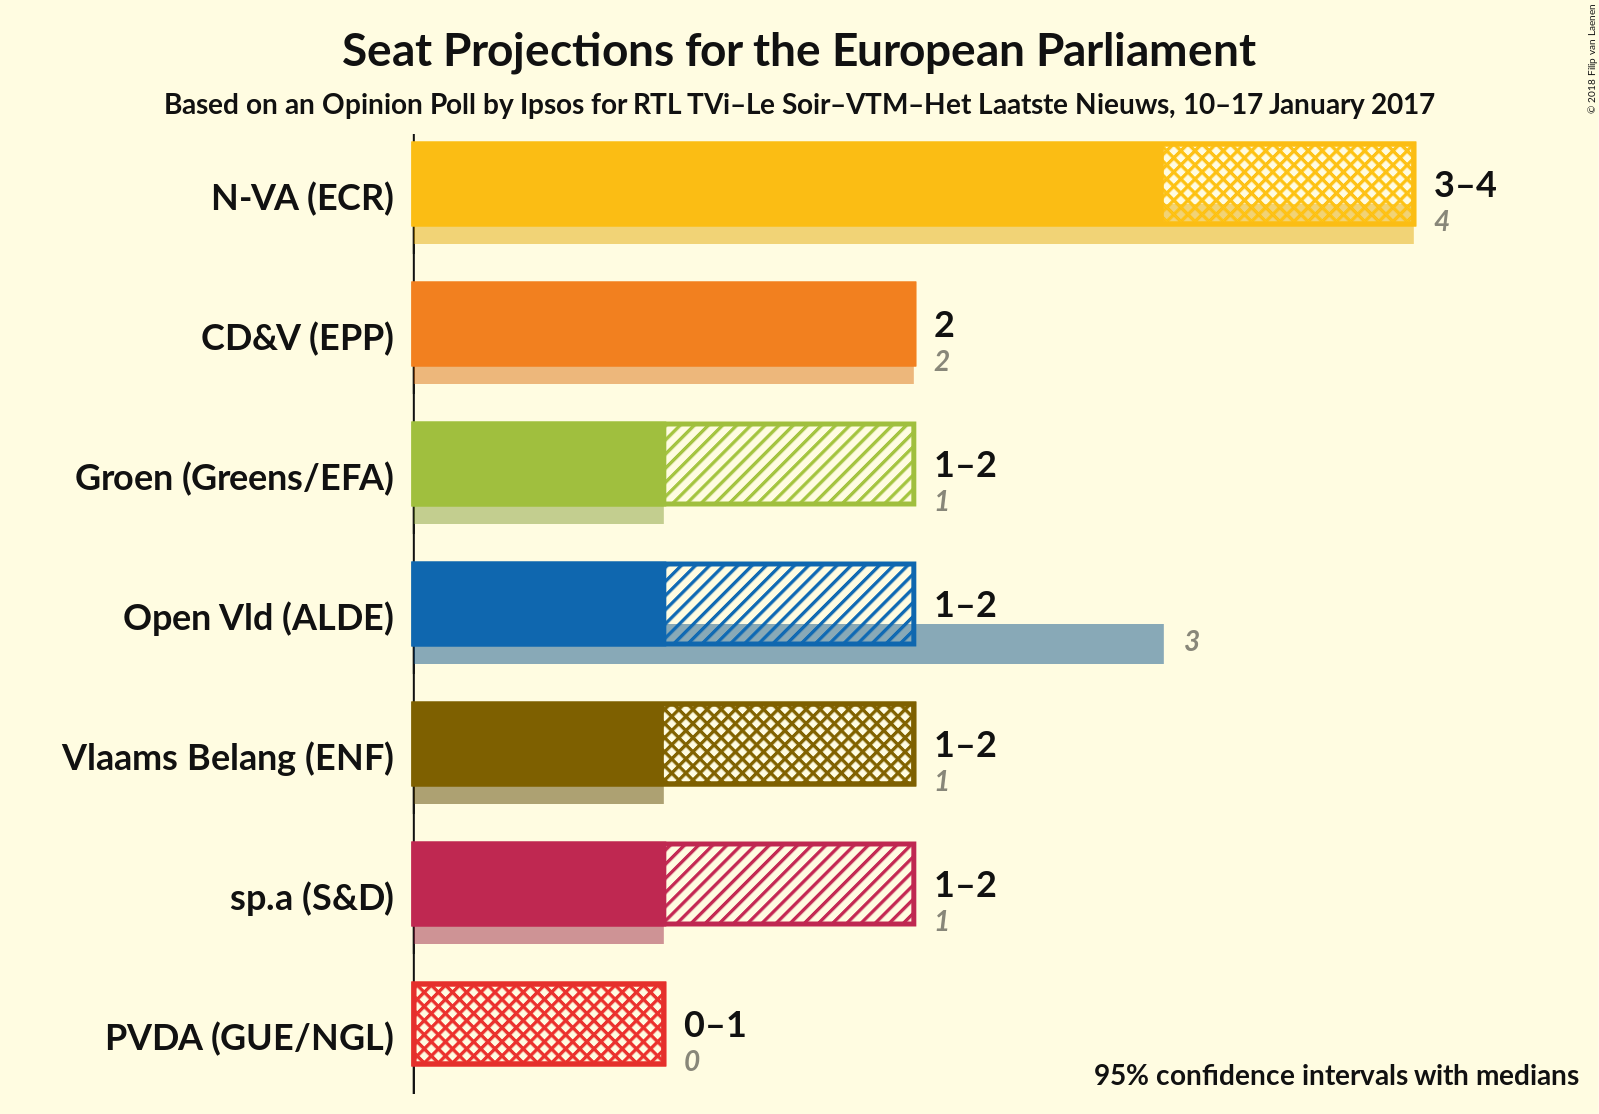 Seat Projections for the European Parliament
Based on an Opinion Poll by Ipsos for RTL TVi–Le Soir–VTM–Het Laatste Nieuws, 10–17 January 2017
© 2018 Filip van Laenen
N-VA (ECR)
3–4
4
CD&V (EPP)
2
2
Groen (Greens/EFA)
1–2
1
Open Vld (ALDE)
1–2
3
Vlaams Belang (ENF)
1–2
1
sp.a (S&D)
1–2
1
PVDA (GUE/NGL)
0–1
0
95% confidence intervals with medians